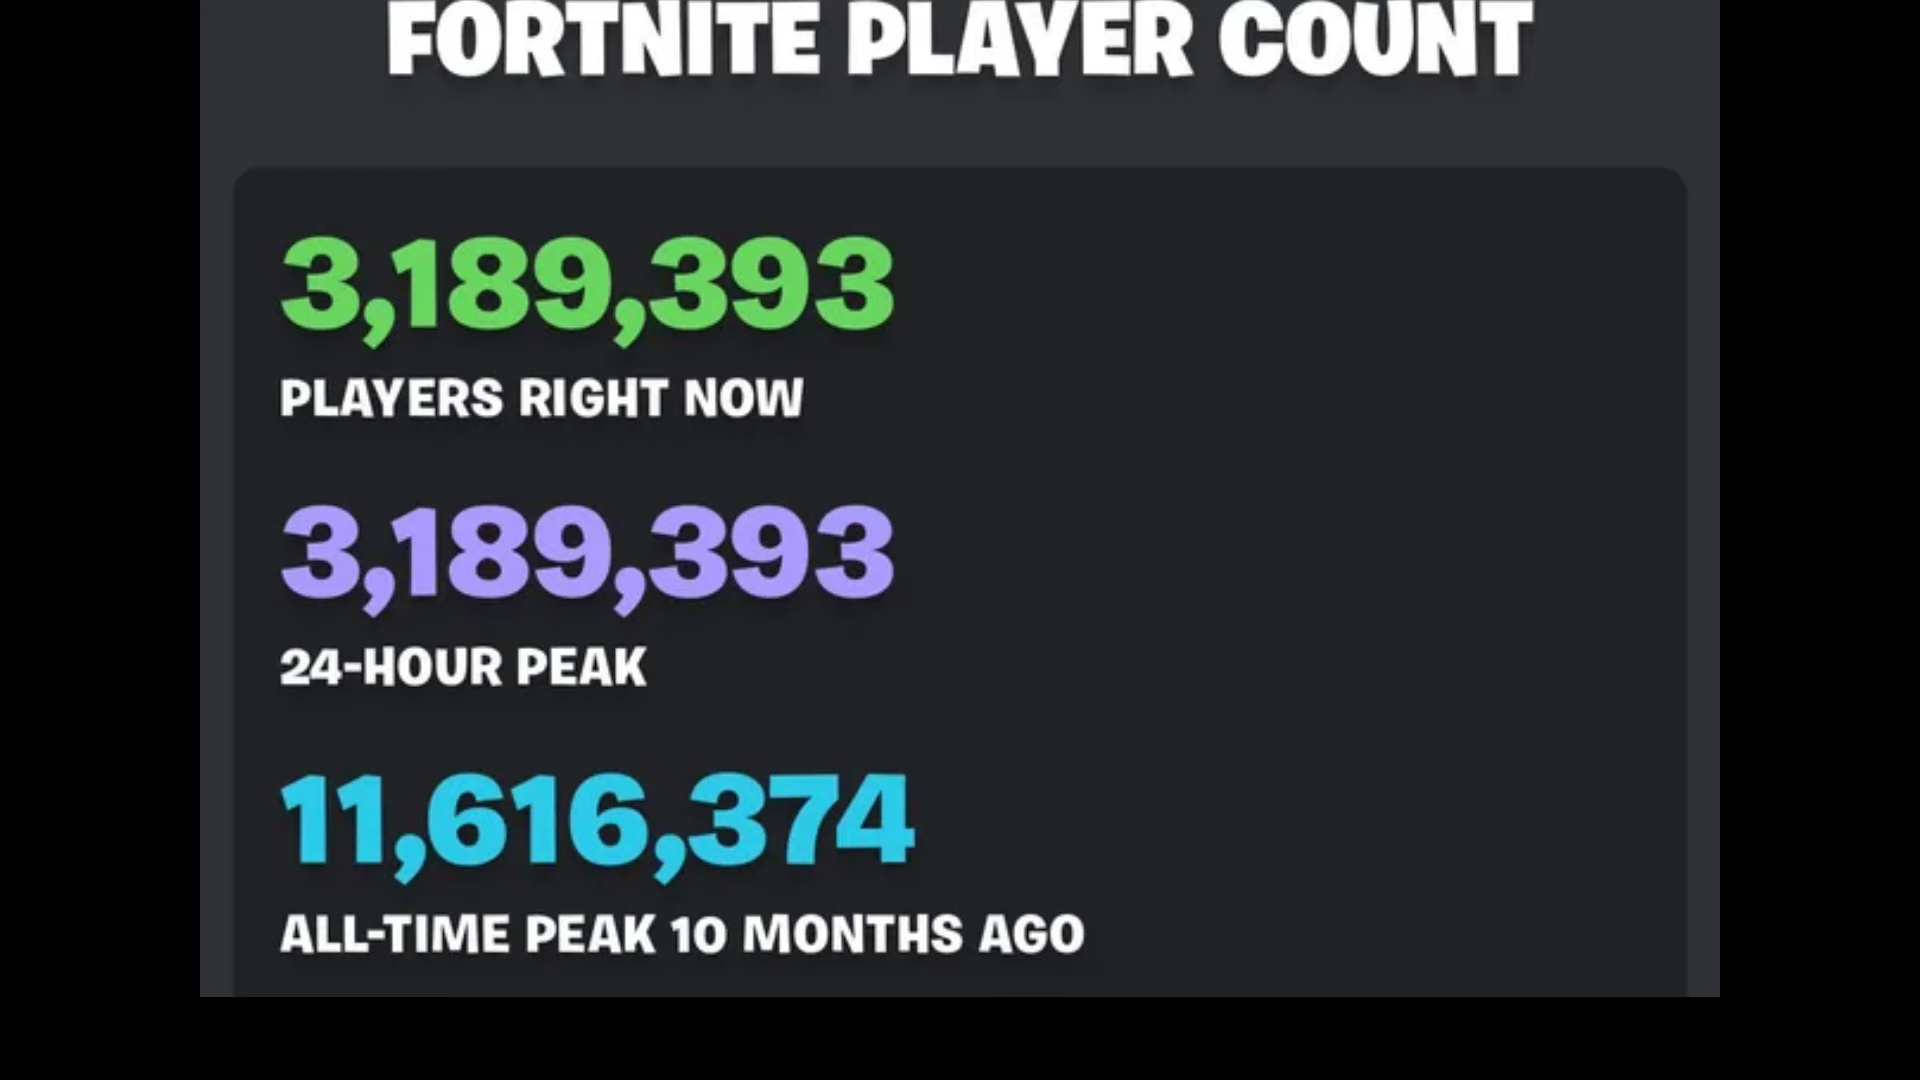 FORTNITE PLAYER COUNT
3,189,393
PLAYERS RIGHT NOW
3,189,393
24-HOUR PEAK
11,616,374
ALL-TIME PEAK 10 MONTHS AGO